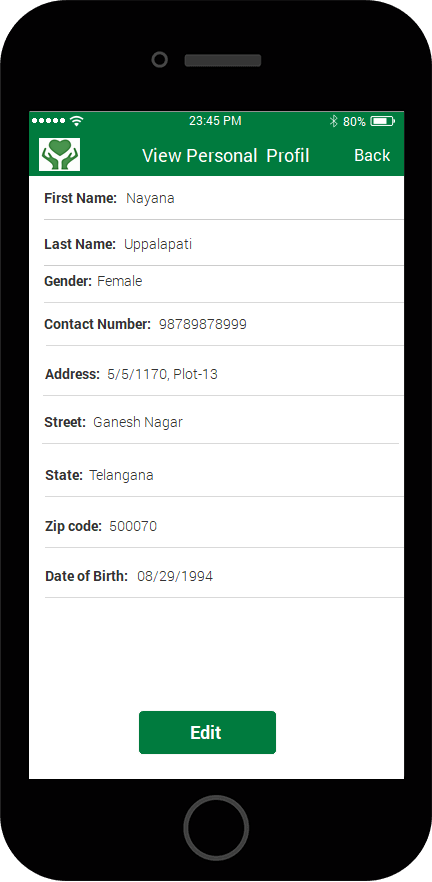 23:45 PM 80%
View Personal Profil Back
First Name: Nayana
Last Name: Uppalapati
Gender: Female
Contact Number: 98789878999
Address: 5/5/1170, Plot-13
Street: Ganesh Nagar
State: Telangana
Zip code: 500070
Date of Birth: 08/29/1994
Edit